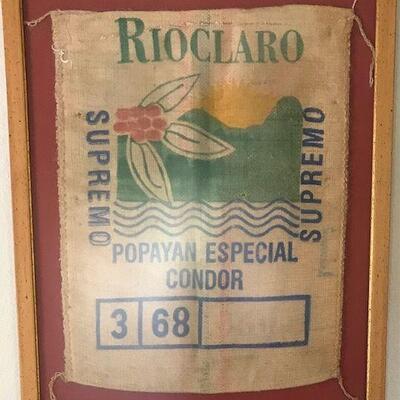 RIOCLARO
SUPREMO
SUPREMO
POPAYAN ESPECIAL
CONDOR
3 68